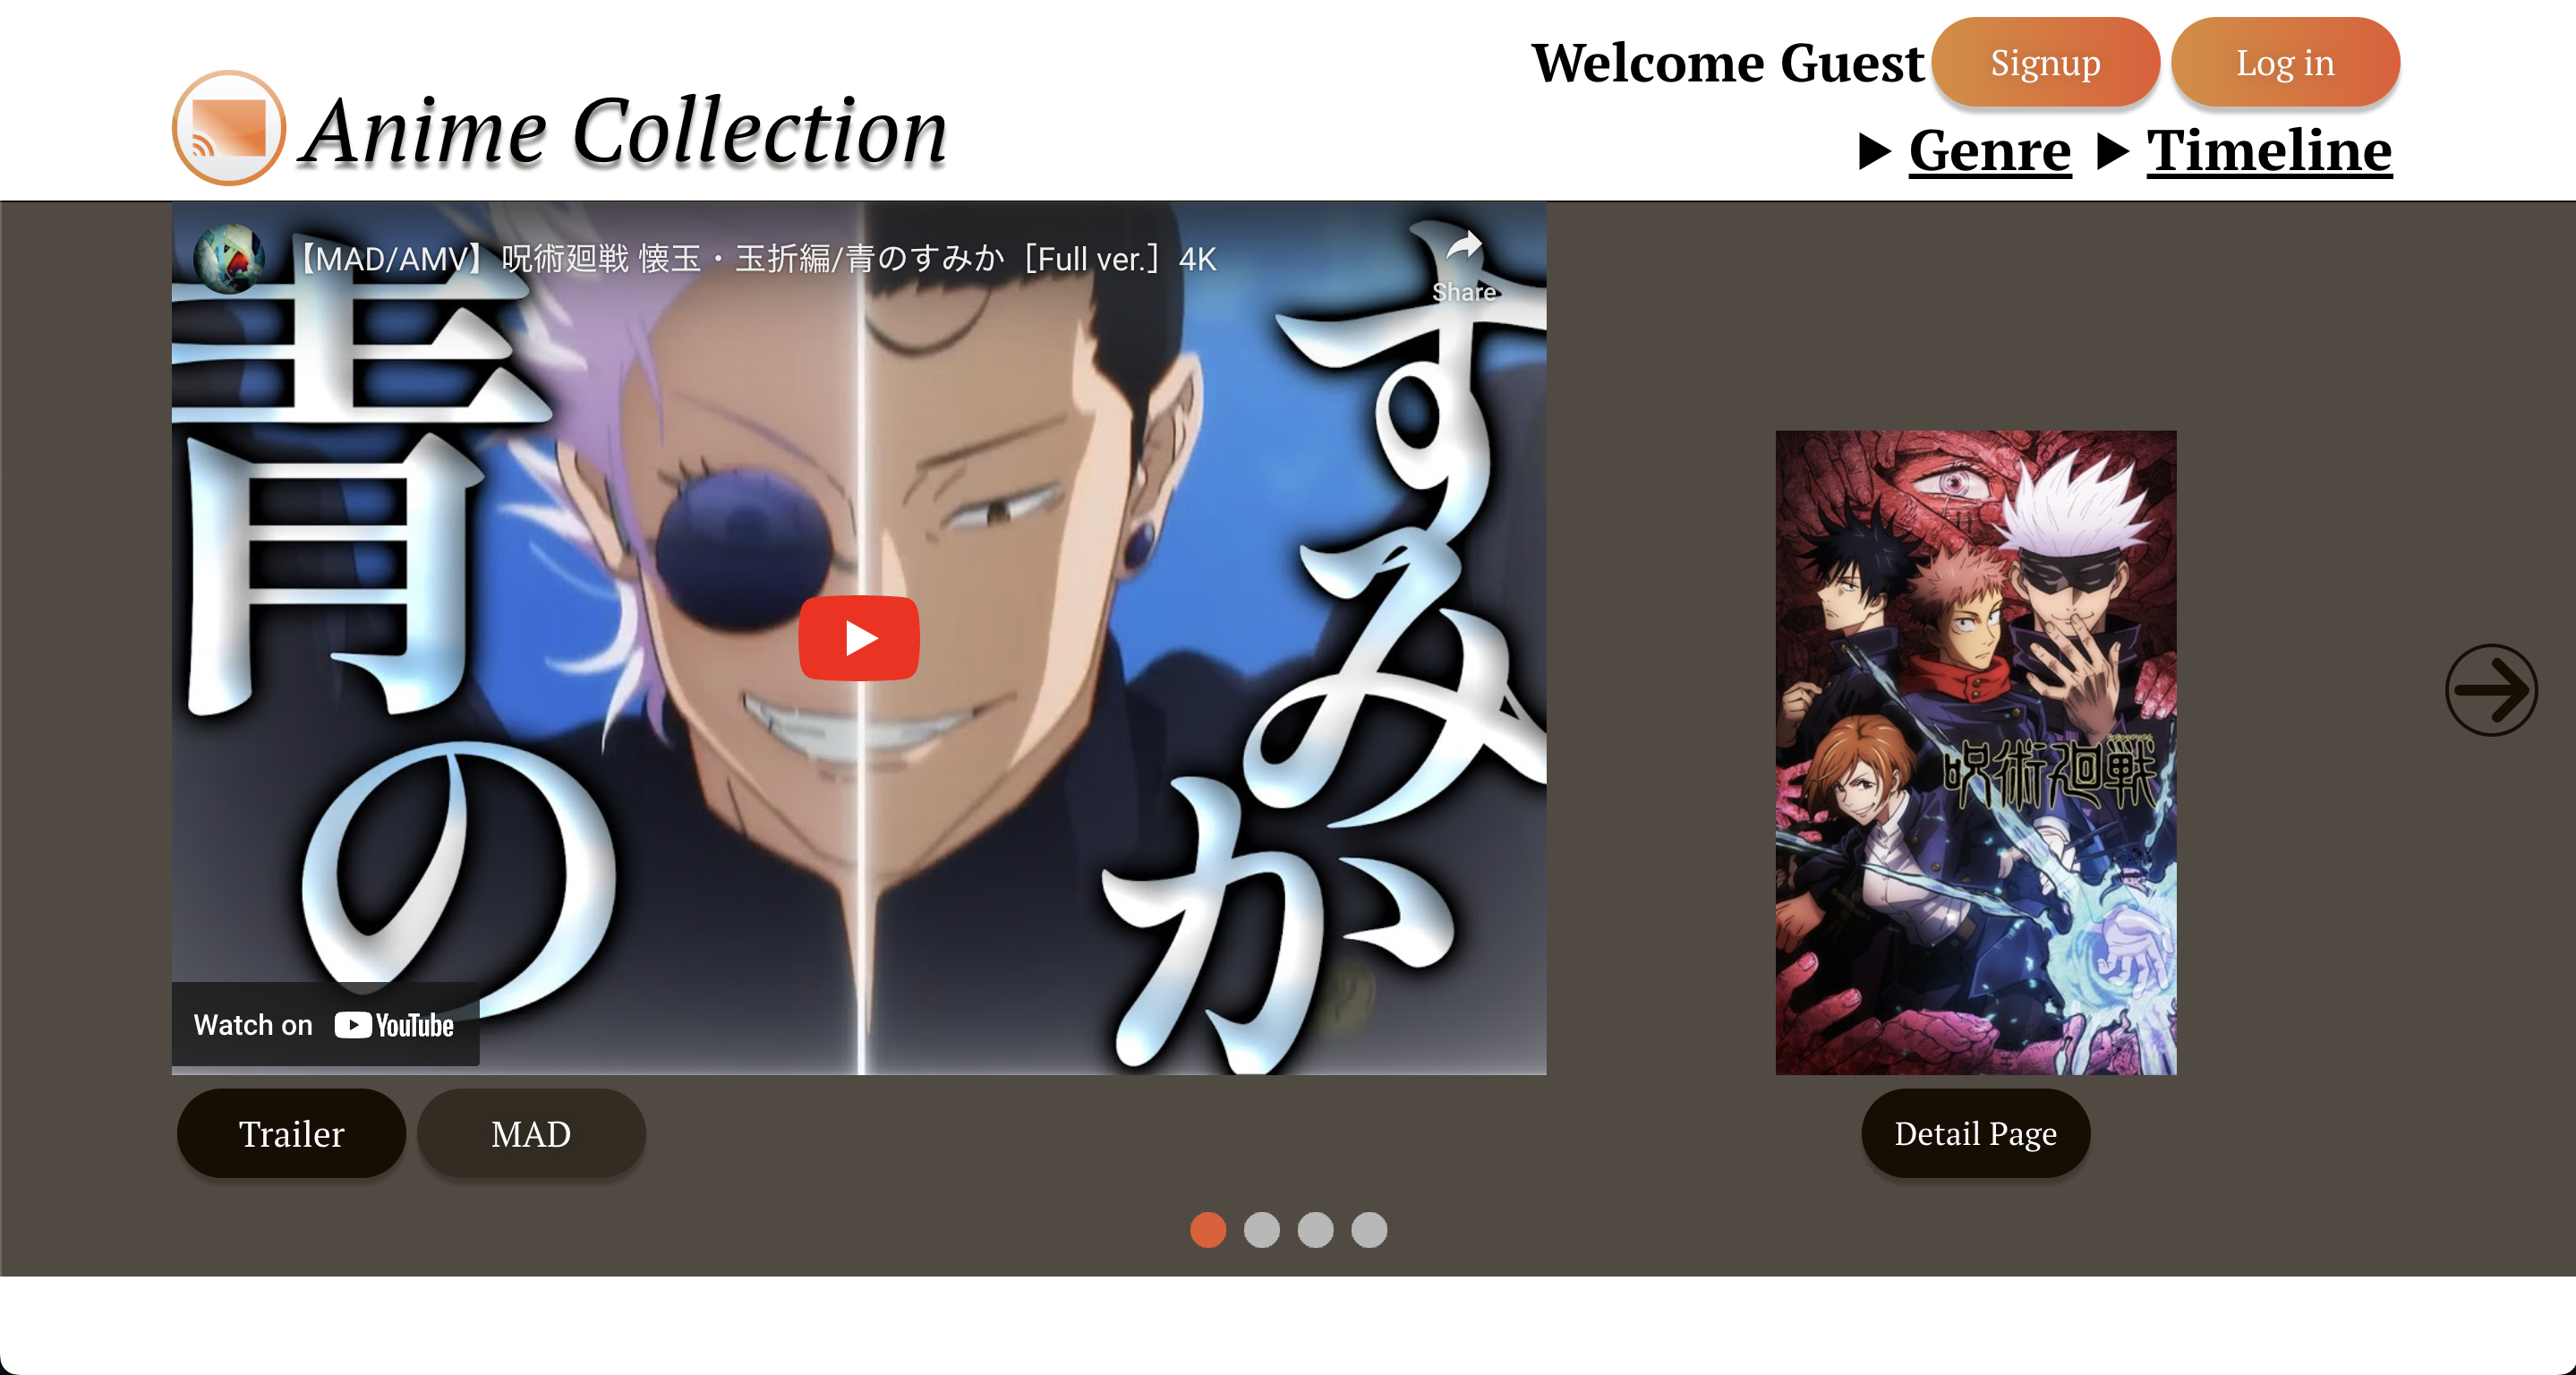 Welcome Guest Signup Log in
Anime Collection
Genre Timeline
【MAD/AMV】呪術廻戦 懐玉・玉折編/青のすみか［Full ver.］4K
Share
青の
すみか
呪術廻戦
Watch on YouTube
Trailer MAD
Detail Page